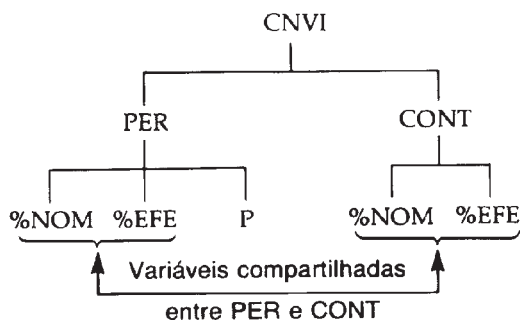 CNVI
PER CONT
%NOM %EFE P %NOM %EFE
Variáveis compartilhadas
entre PER e CONT